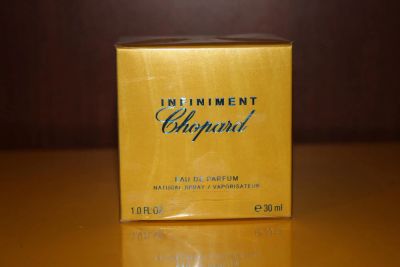 INFINIMENT
Chopard
EAU DE PARFUM
NATURAL SPRAY / VAPORISATEUR
1.0 FL.OZ ℮ 30 ml